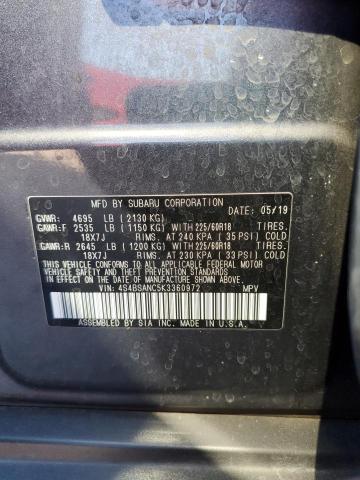 MFD BY SUBARU CORPORATION DATE: 05/19
GVWR: 4695 LB (2130 KG)
GAWR:F 2535 LB (1150 KG) WITH 225/60R18 TIRES.
18X7J RIMS. AT 240 KPA (35 PSI) COLD
GAWR:R 2645 LB (1200 KG) WITH 225/60R18 TIRES.
18X7J RIMS. AT 230 KPA (33 PSI) COLD
THIS VEHICLE CONFORMS TO ALL APPLICABLE FEDERAL MOTOR
VEHICLE SAFETY AND THEFT PREVENTION STANDARDS IN EFFECT
ON THE DATE OF MANUFACTURE SHOWN ABOVE.
VIN: 4S4BSANC5K3360972 MPV
ASSEMBLED BY SIA INC. MADE IN U.S.A.